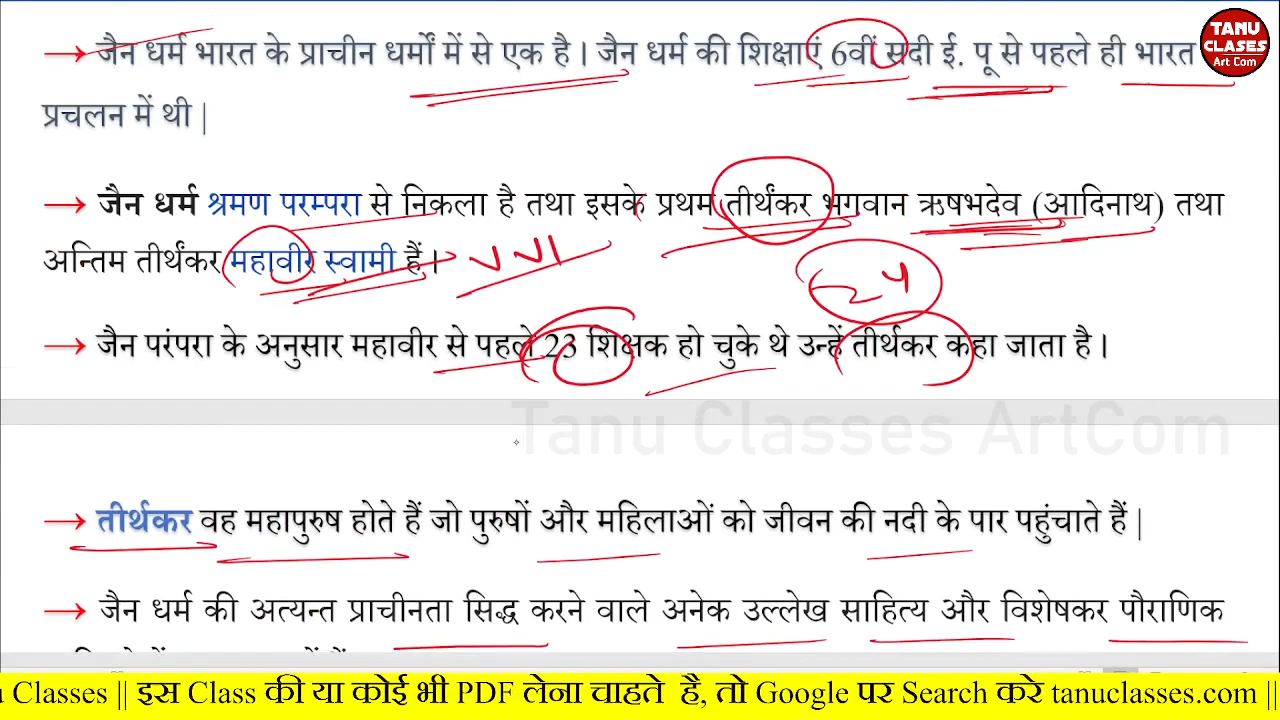 → जैन धर्म भारत के प्राचीन धर्मों में से एक है। जैन धर्म की शिक्षाएं 6वीं सदी ई. पू से पहले ही भारत
TANU
CLASES
Art Com
प्रचलन में थी |
→ जैन धर्म श्रमण परम्परा से निकला है तथा इसके प्रथम तीर्थंकर भगवान ऋषभदेव (आदिनाथ) तथा
अन्तिम तीर्थंकर महावीर स्वामी हैं।
24
→ जैन परंपरा के अनुसार महावीर से पहले 23 शिक्षक हो चुके थे उन्हें तीर्थकर कहा जाता है।
Tanu Classes ArtCom
→ तीर्थकर वह महापुरुष होते हैं जो पुरुषों और महिलाओं को जीवन की नदी के पार पहुंचाते हैं |
→ जैन धर्म की अत्यन्त प्राचीनता सिद्ध करने वाले अनेक उल्लेख साहित्य और विशेषकर पौराणिक
u Classes || इस Class की या कोई भी PDF लेना चाहते है, तो Google पर Search करे tanuclasses.com ||